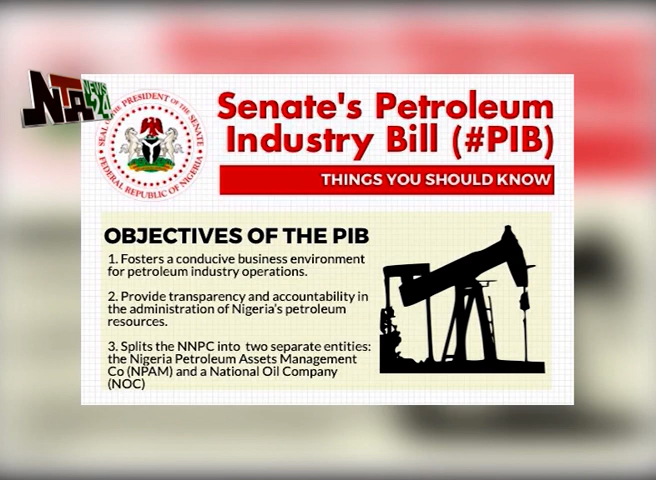 NTA NEWS 24
SEAL OF THE PRESIDENT OF THE SENATE
FEDERAL REPUBLIC OF NIGERIA
Senate's Petroleum
Industry Bill (#PIB)
THINGS YOU SHOULD KNOW
OBJECTIVES OF THE PIB
1. Fosters a conducive business environment
for petroleum industry operations.
2. Provide transparency and accountability in
the administration of Nigeria's petroleum
resources.
3. Splits the NNPC into two separate entities:
the Nigeria Petroleum Assets Management
Co (NPAM) and a National Oil Company
(NOC)